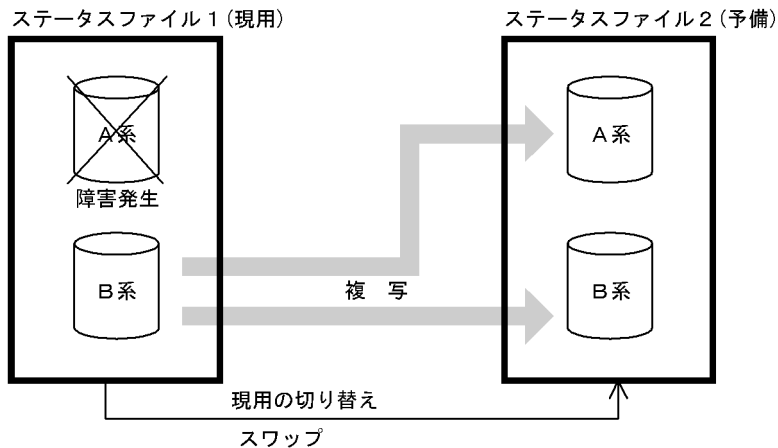 ステータスファイル1(現用)
ステータスファイル2(予備)
A系
障害発生
B系
A系
B系
複 写
現用の切り替え
スワップ